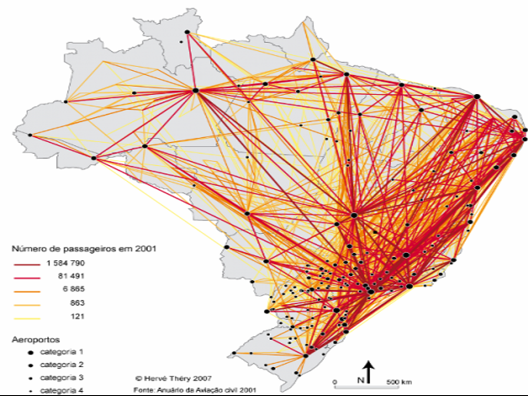 Número de passageiros em 2001
1 584 790
81 491
6 865
863
121
Aeroportos
categoria 1
categoria 2
categoria 3
categoria 4
© Hervé Théry 2007
Fonte: Anuário da Aviação civil 2001
N
0 500 km